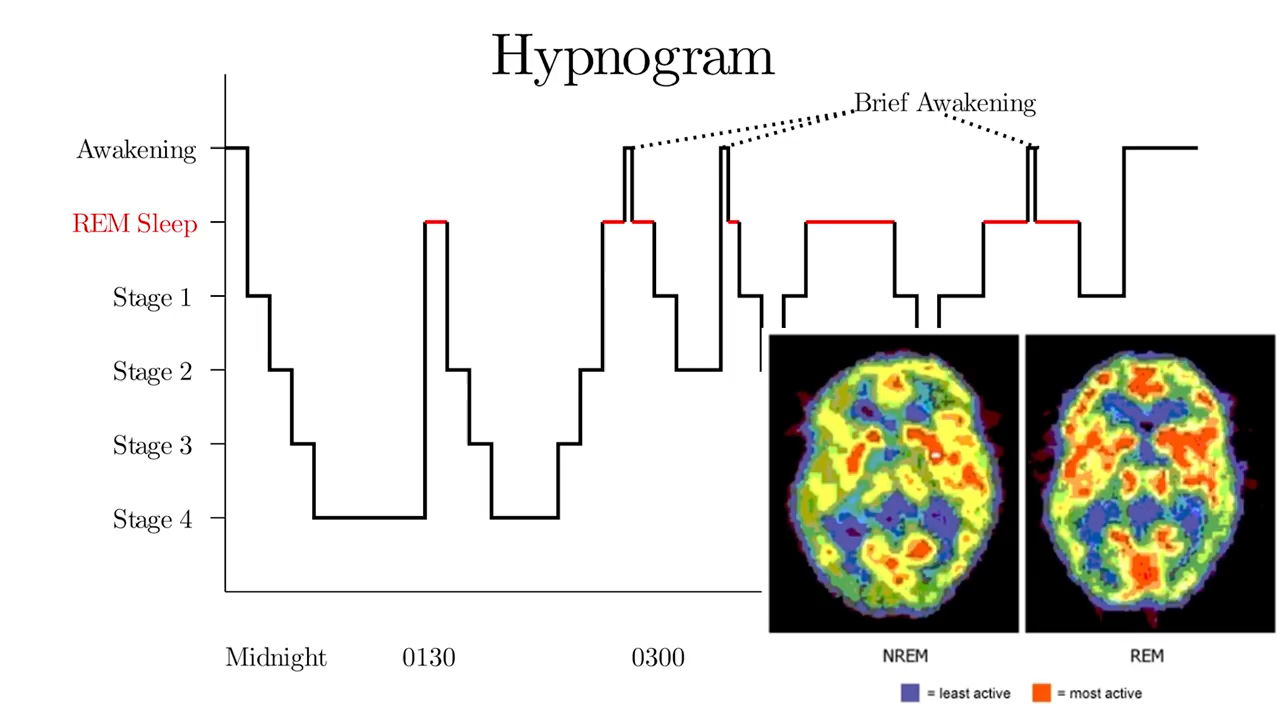 Hypnogram
Brief Awakening
Awakening
REM Sleep
Stage 1
Stage 2
Stage 3
Stage 4
Midnight
0130
0300
NREM
REM
= least active
= most active